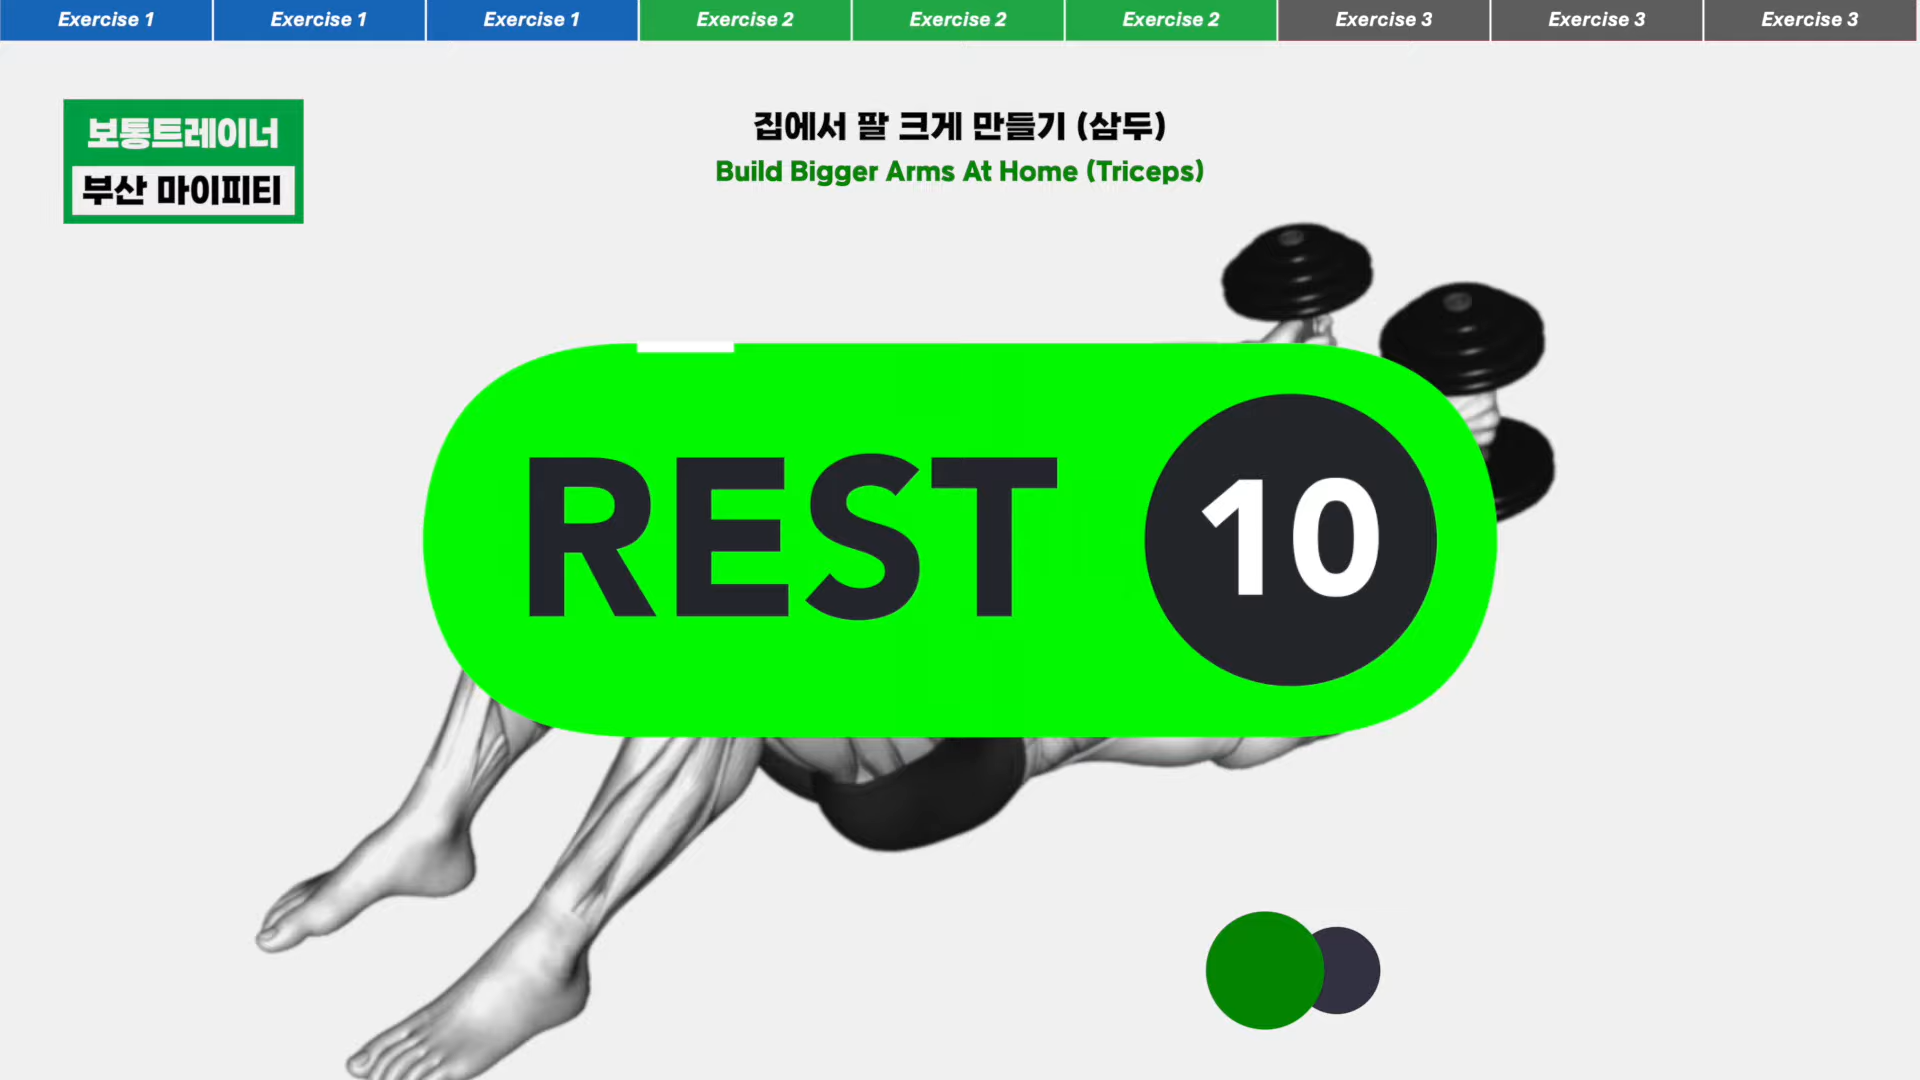 Exercise 1 Exercise 1 Exercise 1 Exercise 2 Exercise 2 Exercise 2 Exercise 3 Exercise 3 Exercise 3
보통트레이너
부산 마이피티
집에서 팔 크게 만들기 (삼두)
Build Bigger Arms At Home (Triceps)
REST 10